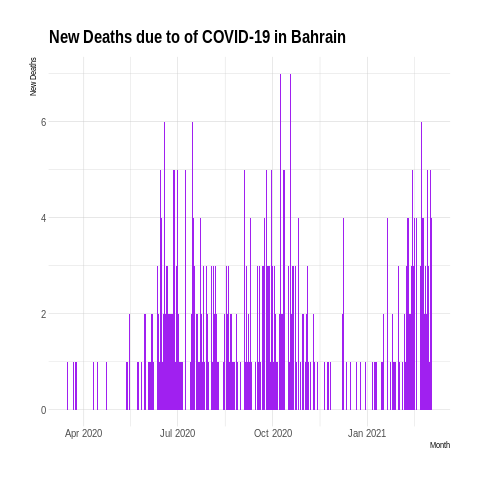 New Deaths due to of COVID-19 in Bahrain
New Deaths
6
4
2
0
Apr 2020 Jul 2020 Oct 2020 Jan 2021
Month